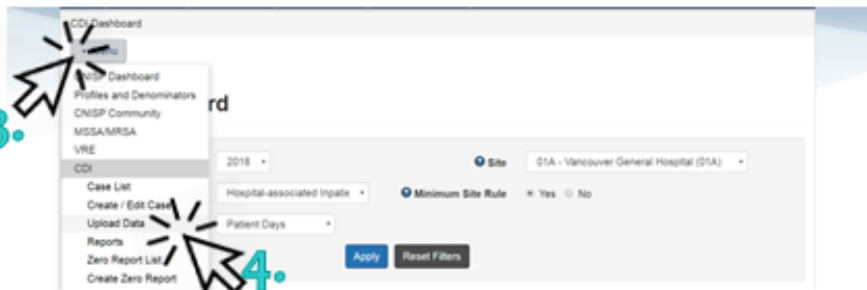 CDI Dashboard
CNISP Dashboard
Profiles and Denominators
rd
CNISP Community
MSSA/MRSA
VRE
CDI
2018
Site
01A - Vancouver General Hospital (01A)
Case List
Hospital-associated Inpatie
Minimum Site Rule
Yes
No
Create / Edit Case
Upload Data
Patient Days
Reports
Zero Report List
Apply
Reset Filters
4.
Create Zero Report
3.